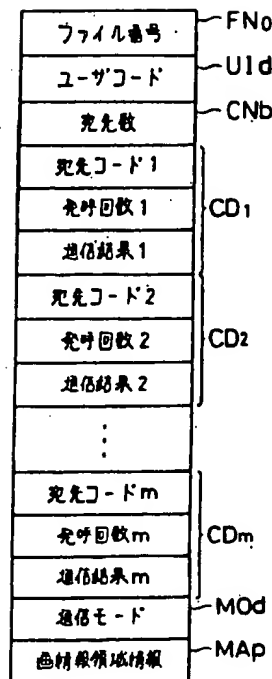 ファイル番号 FNo
ユーザコード UId
宛先数 CNb
宛先コード1
発呼回数1 CD1
通信結果1
宛先コード2
発呼回数2 CD2
通信結果2
⋮
宛先コードm
発呼回数m CDm
通信結果m
通信モード MOd
画情報領域情報 MAp